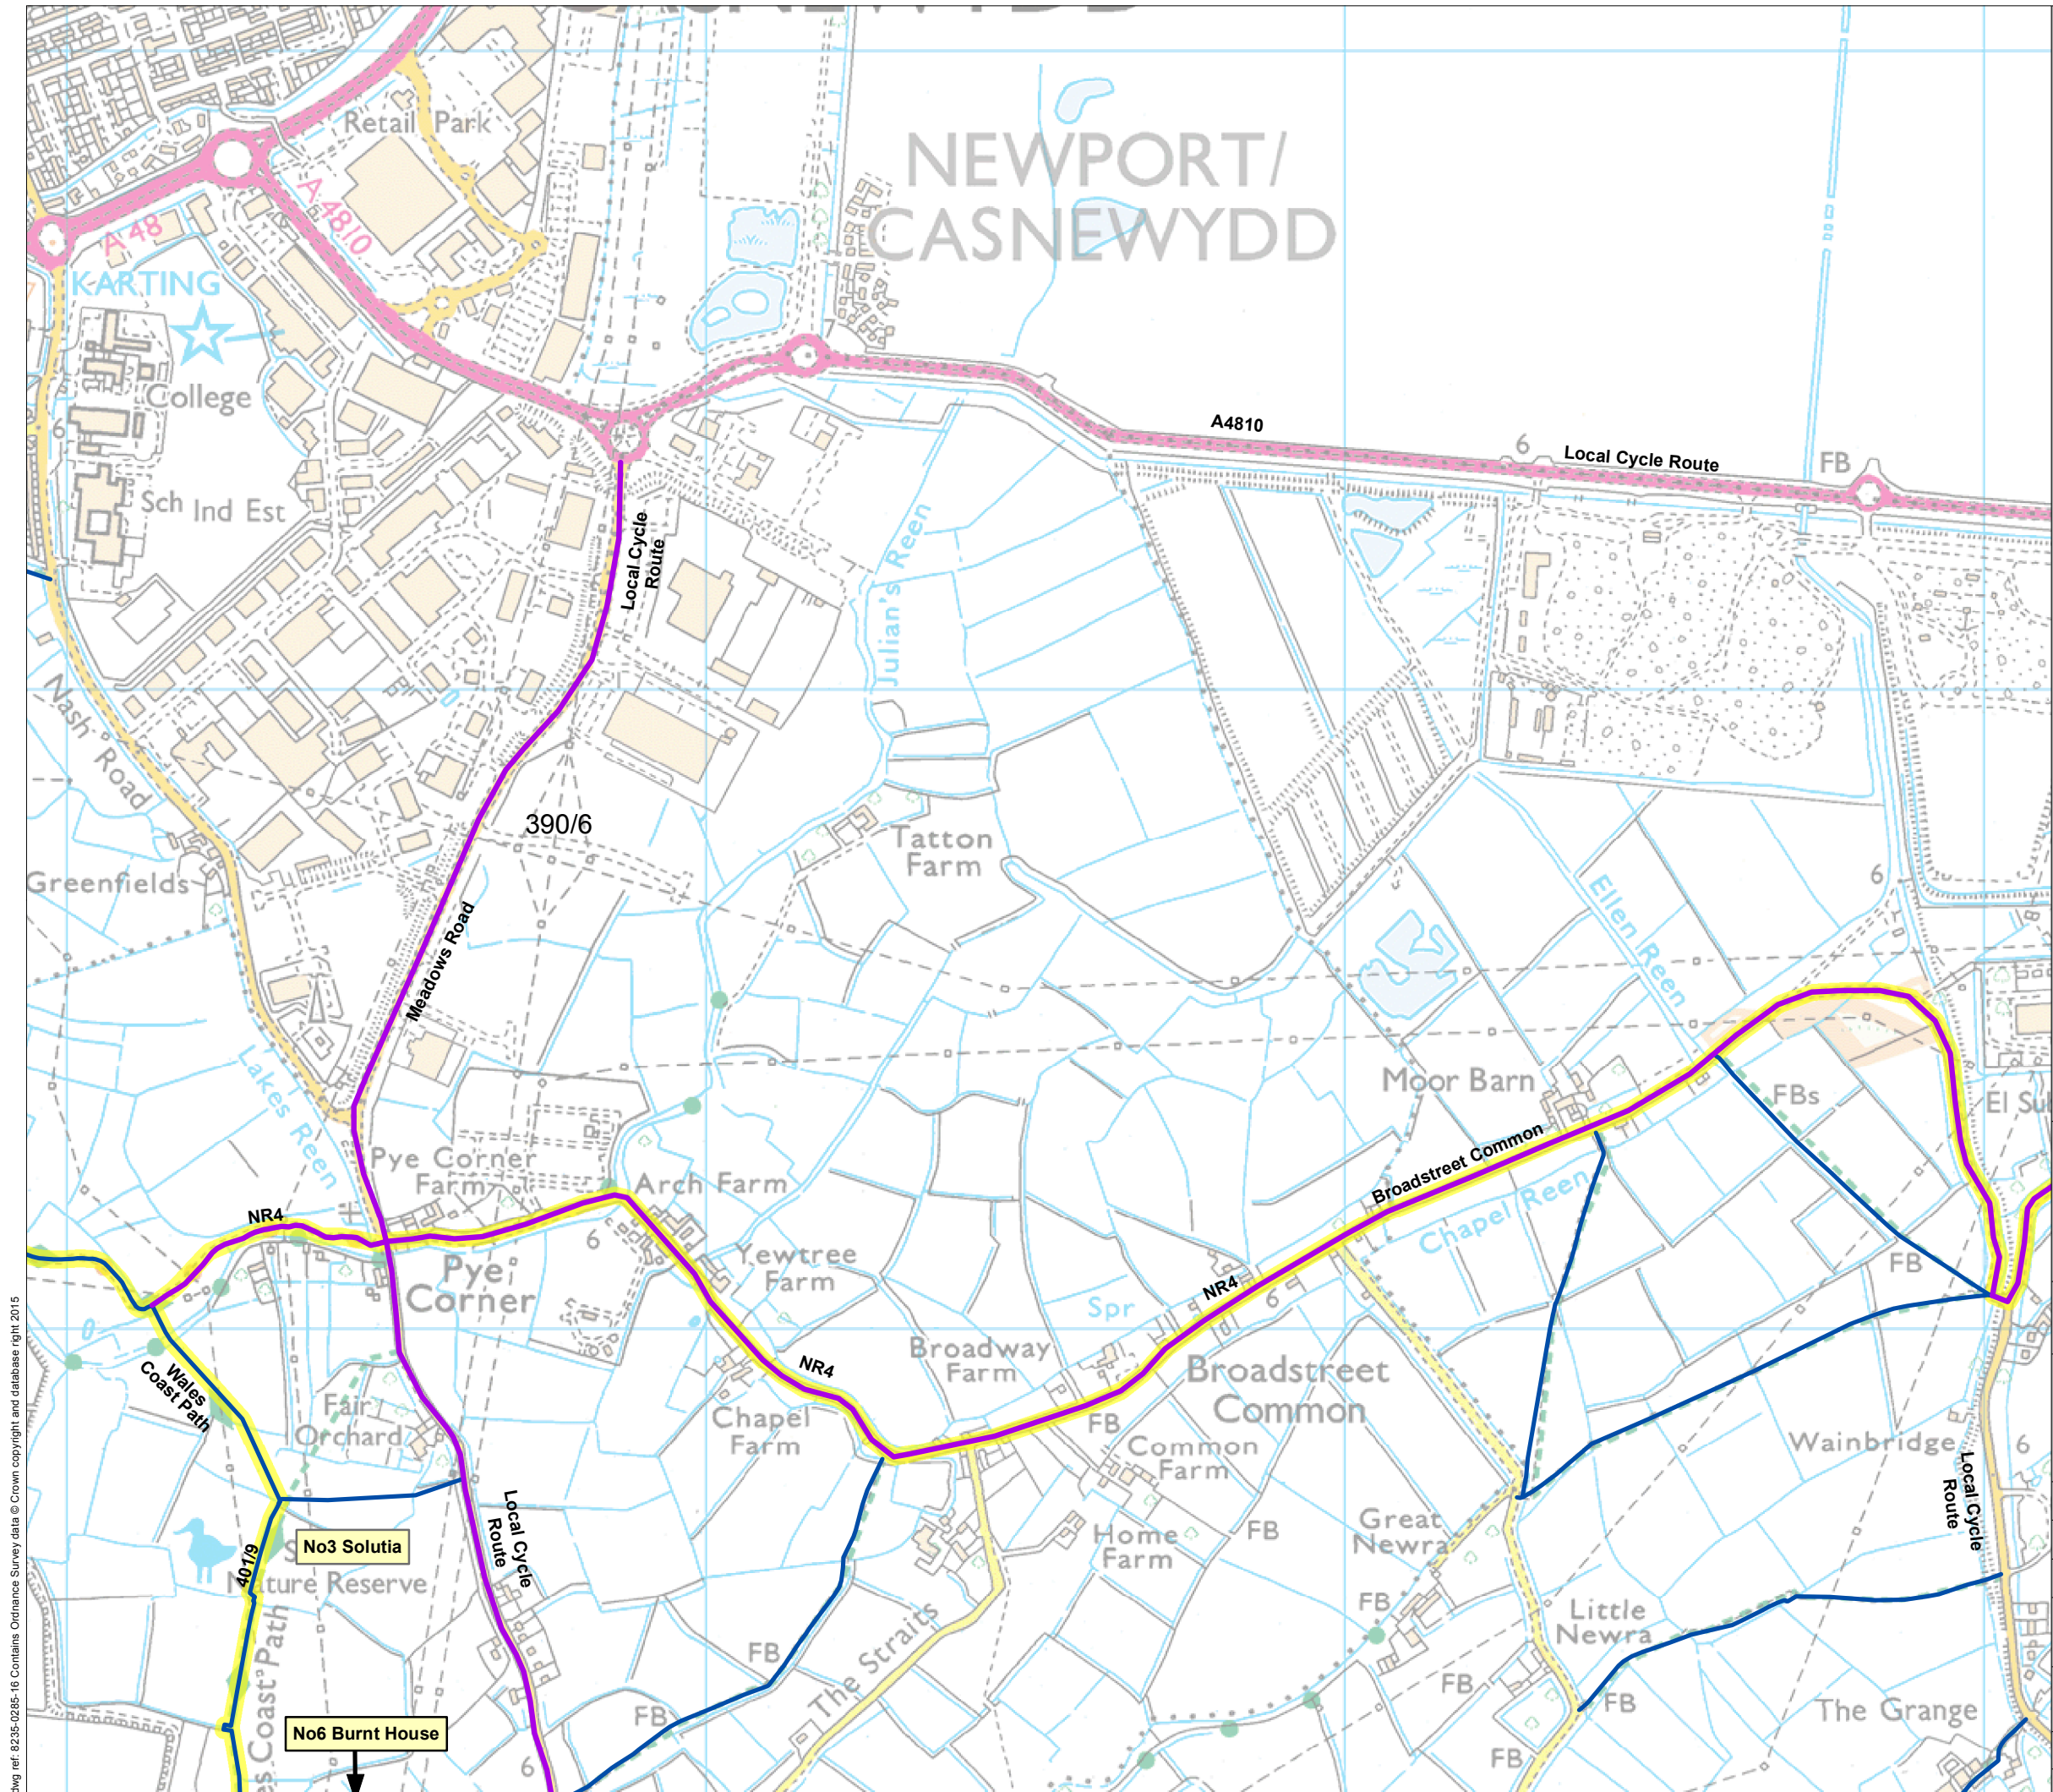 CASNEWYDD
Retail Park
NEWPORT/
CASNEWYDD
A 4810
A 48
KARTING
7
College
A4810
6
Local Cycle Route
FB
6
Sch Ind Est
Local Cycle
Route
Julian's Reen
Nash Road
390/6
Tatton
Farm
Greenfields
6
Ellen Reen
Meadows Road
Lakes Reen
Moor Barn
FBs
Pye Corner
Farm
Arch Farm
Broadstreet Common
Chapel Reen
NR4
6
Yewtree
Farm
Pye
Corner
FB
NR4
6
Spr
Wales
Coast Path
NR4
Broadway
Farm
Broadstreet
Common
Fair
Orchard
Chapel
Farm
FB
Common
Farm
Wainbridge
6
Local Cycle
Route
Local Cycle
Route
Great
Newra
FB
Home
Farm
No3 Solutia
401/9
Nature Reserve
FB
Little
Newra
FB
The Straits
FB
FB
FB
The Grange
No6 Burnt House
es Coast Path
6
FB
dwg ref: 8235-0285-16 Contains Ordnance Survey data © Crown copyright and database right 2015